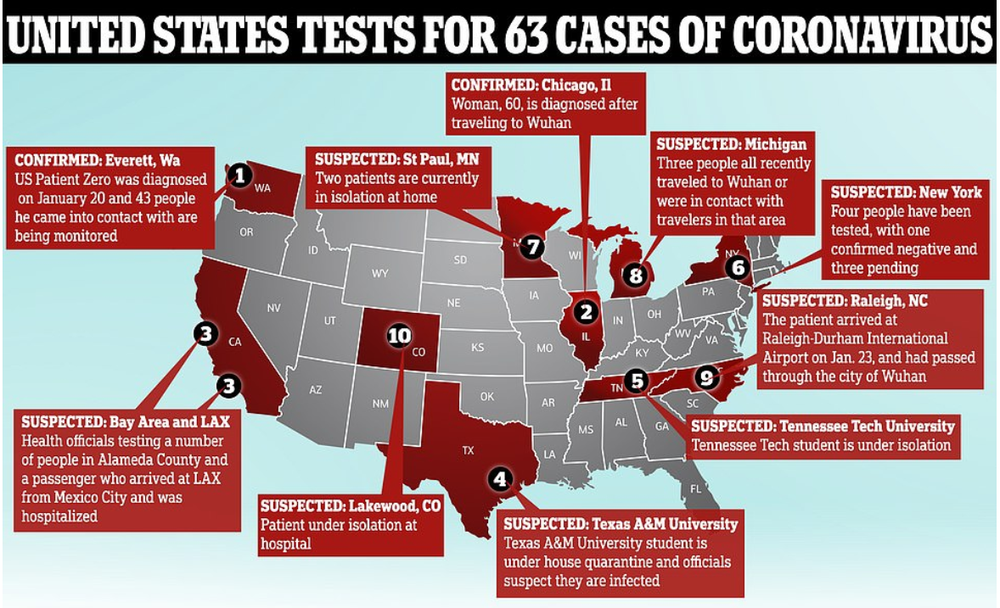 UNITED STATES TESTS FOR 63 CASES OF CORONAVIRUS
CONFIRMED: Chicago, Il
Woman, 60, is diagnosed after
traveling to Wuhan
CONFIRMED: Everett, Wa
US Patient Zero was diagnosed
on January 20 and 43 people
he came into contact with are
being monitored
SUSPECTED: St Paul, MN
Two patients are currently
in isolation at home
SUSPECTED: Michigan
Three people all recently
traveled to Wuhan or
were in contact with
travelers in that area
SUSPECTED: New York
Four people have been
tested, with one
confirmed negative and
three pending
1
WA
OR
ID
WY
SD
7
WI
8
NY
6
PA
NV
UT
NE
IA
2
IL
IN
OH
3
CA
10
CO
KS
MO
KY
WV
VA
SUSPECTED: Raleigh, NC
The patient arrived at
Raleigh-Durham International
Airport on Jan. 23, and had passed
through the city of Wuhan
3
AZ
NM
OK
AR
TN
5
9
SC
MS
AL
GA
TX
LA
4
FL
SUSPECTED: Bay Area and LAX
Health officials testing a number
of people in Alameda County and
a passenger who arrived at LAX
from Mexico City and was
hospitalized
SUSPECTED: Tennessee Tech University
Tennessee Tech student is under isolation
SUSPECTED: Lakewood, CO
Patient under isolation at
hospital
SUSPECTED: Texas A&M University
Texas A&M University student is
under house quarantine and officials
suspect they are infected